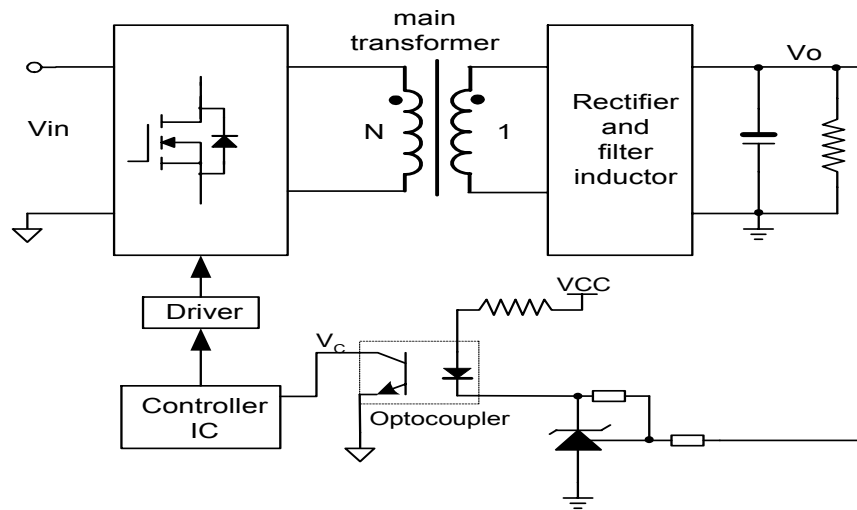 main
transformer
Vo
Vin
N
1
Rectifier
and
filter
inductor
VCC
Driver
VC
Controller
IC
Optocoupler